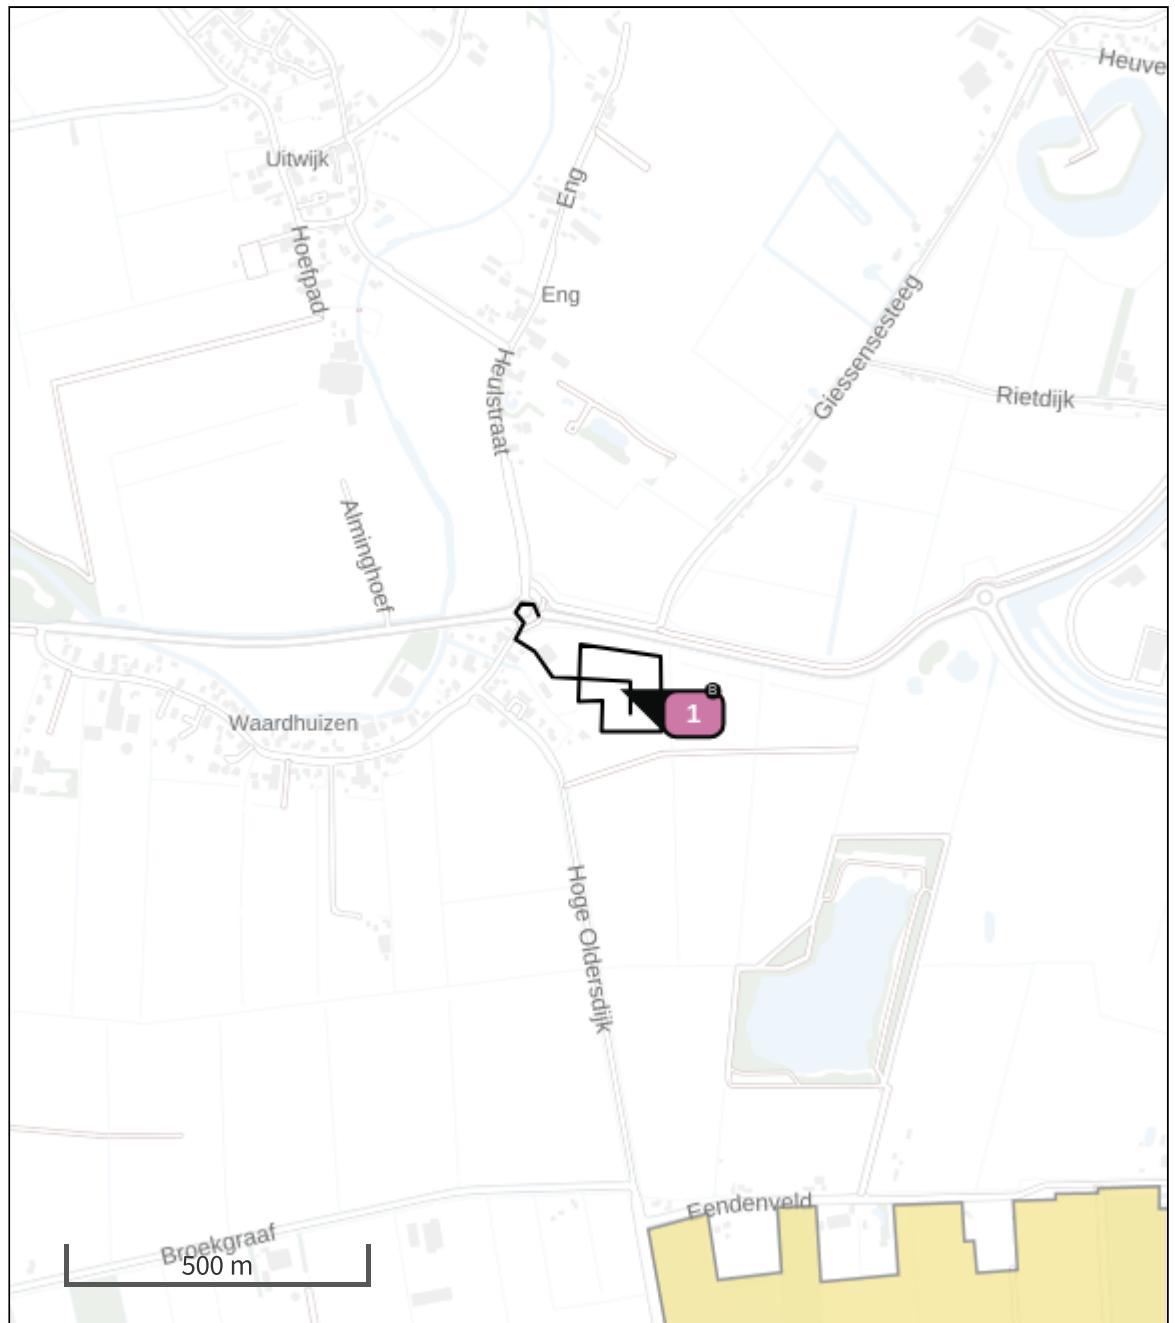 Heuve
Uitwijk
Eng
Hoefpad
Eng
Giessensesteeg
Heulstraat
Rietdijk
Alminghoef
B
1
Waardhuizen
Hoge Oldersdijk
Eendenveld
Broekgraaf
500 m